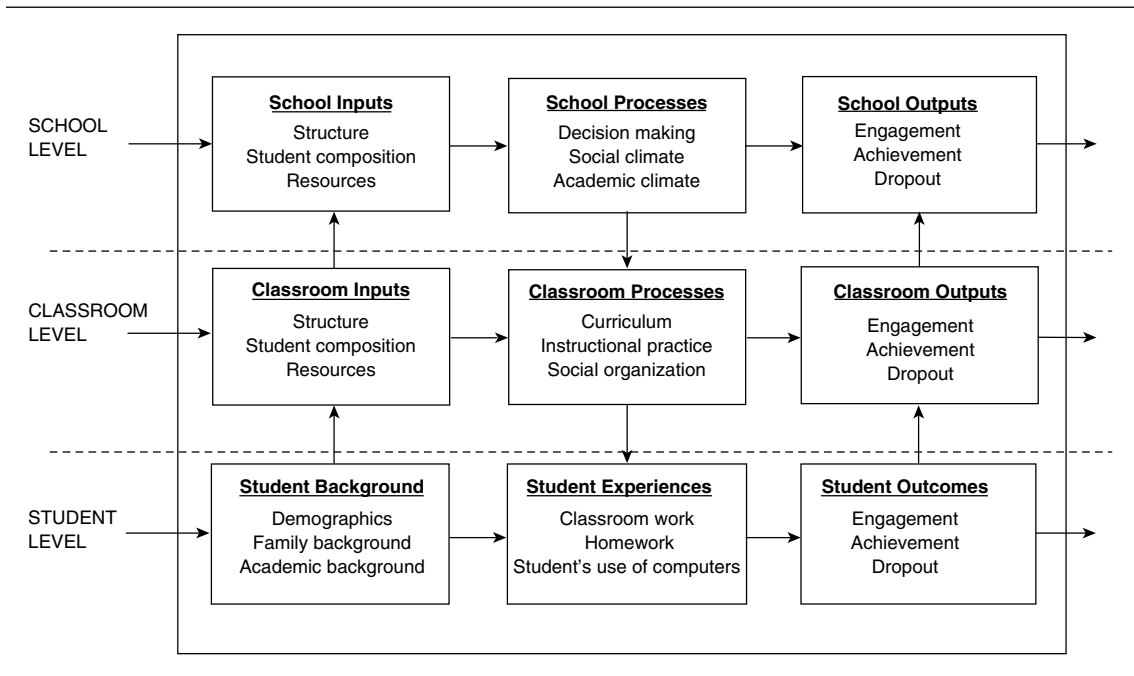 SCHOOL
LEVEL
School Inputs
Structure
Student composition
Resources
School Processes
Decision making
Social climate
Academic climate
School Outputs
Engagement
Achievement
Dropout
CLASSROOM
LEVEL
Classroom Inputs
Structure
Student composition
Resources
Classroom Processes
Curriculum
Instructional practice
Social organization
Classroom Outputs
Engagement
Achievement
Dropout
STUDENT
LEVEL
Student Background
Demographics
Family background
Academic background
Student Experiences
Classroom work
Homework
Student's use of computers
Student Outcomes
Engagement
Achievement
Dropout